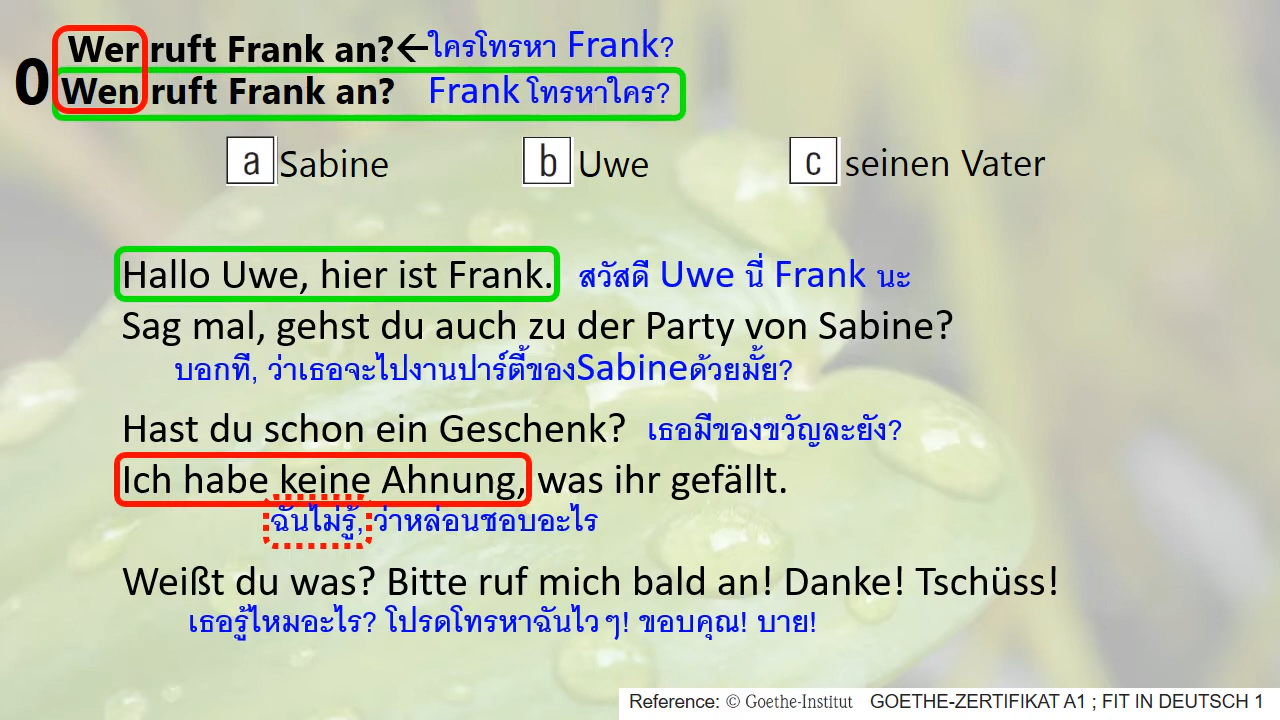 Wer ruft Frank an?←ใครโทรหา Frank?
0
Wen ruft Frank an? Frank โทรหาใคร?
a Sabine b Uwe c seinen Vater
Hallo Uwe, hier ist Frank. สวัสดี Uwe นี่ Frank นะ
Sag mal, gehst du auch zu der Party von Sabine?
บอกที, ว่าเธอจะไปงานปาร์ตี้ของSabineด้วยมั้ย?
Hast du schon ein Geschenk? เธอมีของขวัญละยัง?
Ich habe keine Ahnung, was ihr gefällt.
ฉันไม่รู้, ว่าหล่อนชอบอะไร
Weißt du was? Bitte ruf mich bald an! Danke! Tschüss!
เธอรู้ไหมอะไร? โปรดโทรหาฉันไวๆ! ขอบคุณ! บาย!
Reference: © Goethe-Institut GOETHE-ZERTIFIKAT A1 ; FIT IN DEUTSCH 1